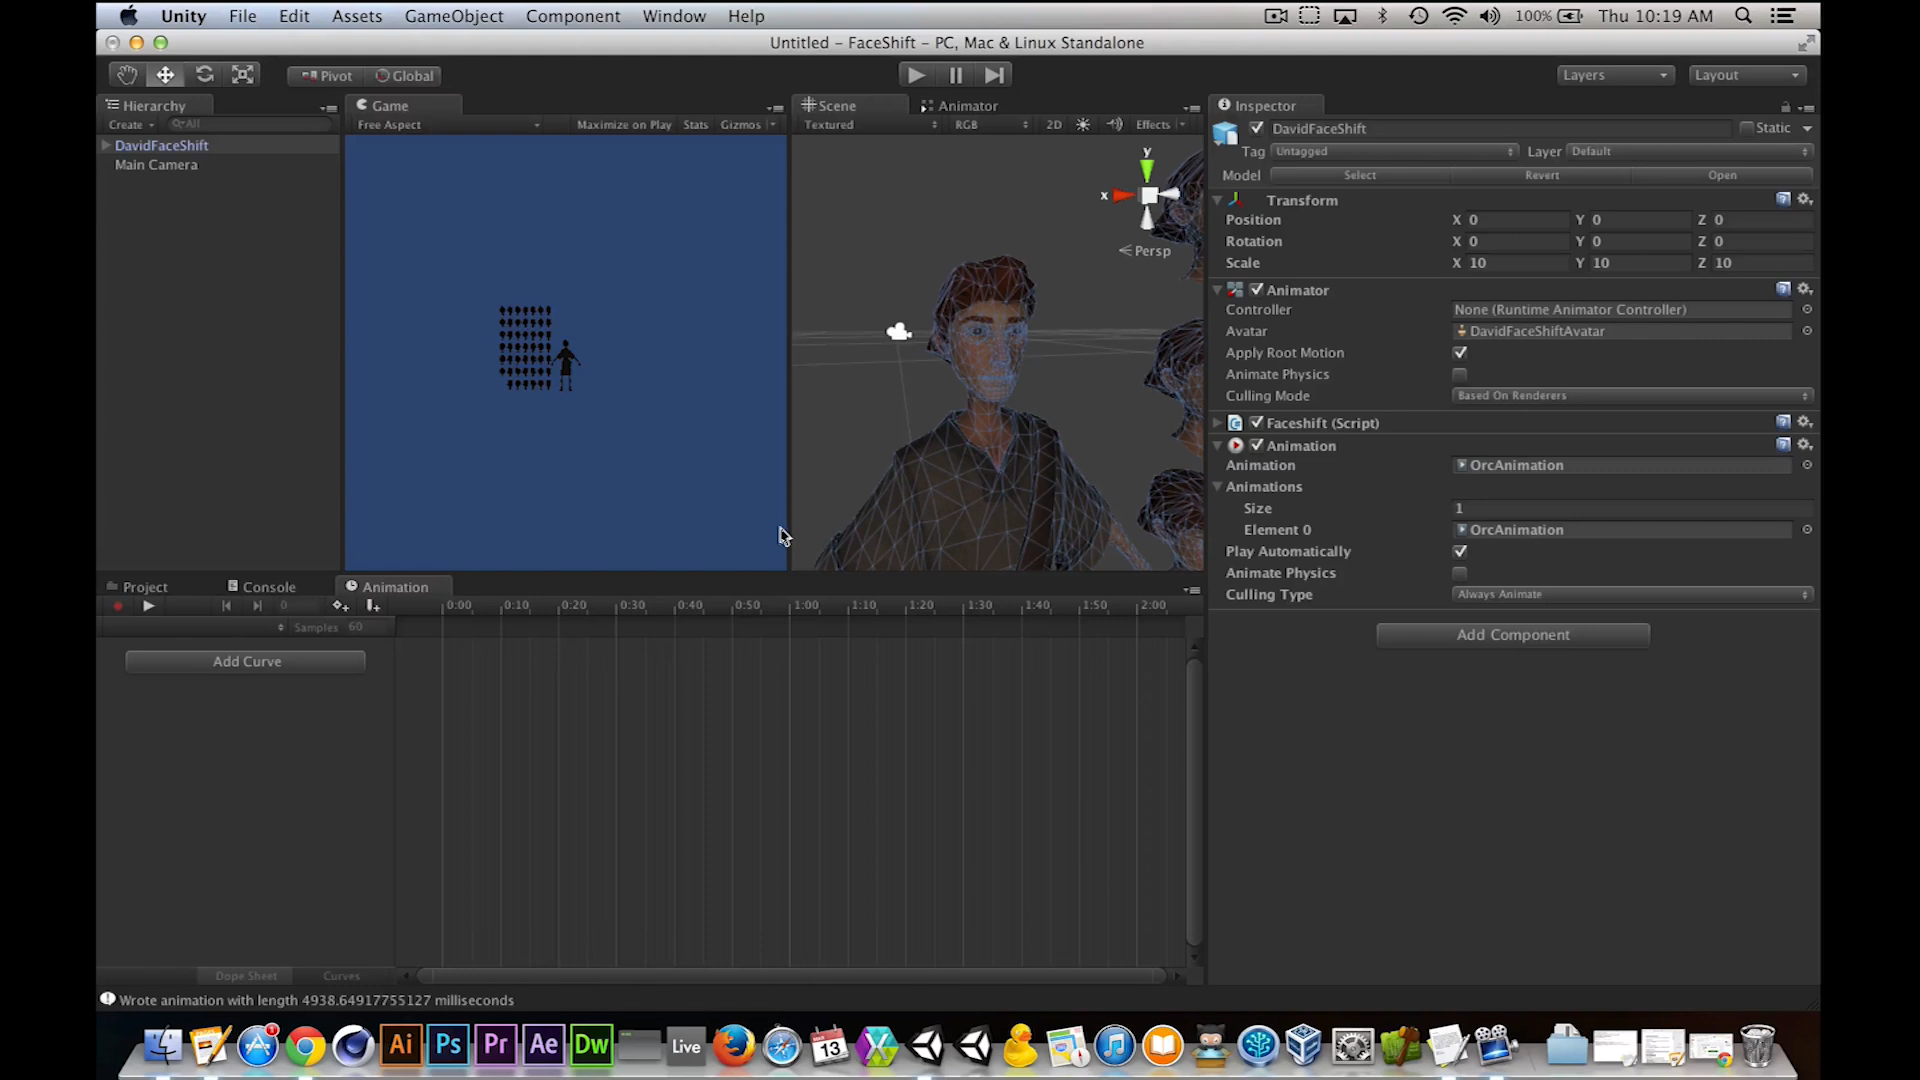 Unity File Edit Assets GameObject Component Window Help 100% Thu 10:19 AM
Untitled - FaceShift - PC, Mac & Linux Standalone
Pivot Global Layers Layout
Hierarchy Game Scene Animator Inspector
Create All Free Aspect Maximize on Play Stats Gizmos Textured RGB 2D Effects
DavidFaceShift Static
Tag Untagged Layer Default
Model Select Revert Open
DavidFaceShift
Main Camera
y
x
Persp
Transform
Position X 0 Y 0 Z 0
Rotation X 0 Y 0 Z 0
Scale X 10 Y 10 Z 10
Animator
Controller None (Runtime Animator Controller)
Avatar DavidFaceShiftAvatar
Apply Root Motion
Animate Physics
Culling Mode Based On Renderers
Faceshift (Script)
Animation
Animation OrcAnimation
Animations
Size 1
Element 0 OrcAnimation
Play Automatically
Animate Physics
Culling Type Always Animate
Add Component
Project Console Animation
0 0:00 0:10 0:20 0:30 0:40 0:50 1:00 1:10 1:20 1:30 1:40 1:50 2:00
Samples 60
Add Curve
Dope Sheet Curves
Wrote animation with length 4938.64917755127 milliseconds
1 Ai Ps Pr Ae Dw Live 13